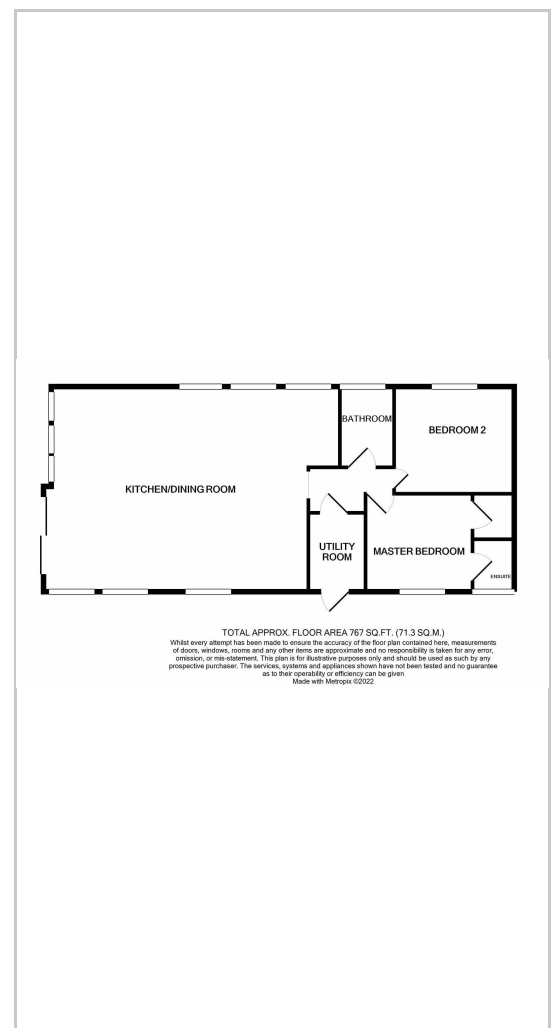 BATHROOM
BEDROOM 2
KITCHEN/DINING ROOM
UTILITY
ROOM
MASTER BEDROOM
ENSUITE
TOTAL APPROX. FLOOR AREA 767 SQ.FT. (71.3 SQ.M.)
Whilst every attempt has been made to ensure the accuracy of the floor plan contained here, measurements
of doors, windows, rooms and any other items are approximate and no responsibility is taken for any error,
omission, or mis-statement. This plan is for illustrative purposes only and should be used as such by any
prospective purchaser. The services, systems and appliances shown have not been tested and no guarantee
as to their operability or efficiency can be given
Made with Metropix ©2022